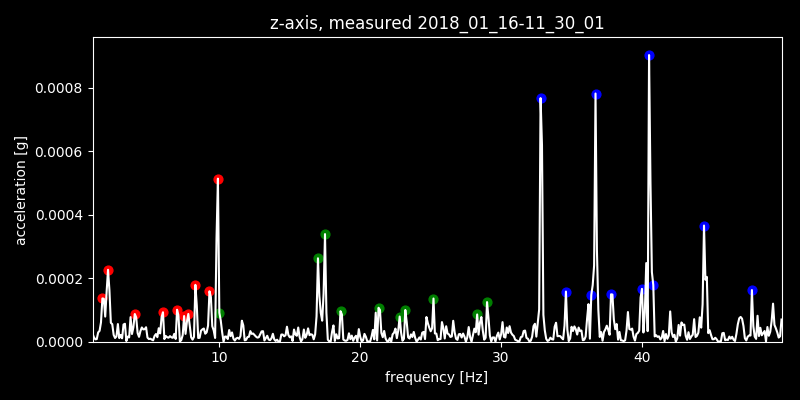 z-axis, measured 2018_01_16-11_30_01
acceleration [g]
0.0008
0.0006
0.0004
0.0002
0.0000
10 20 30 40
frequency [Hz]